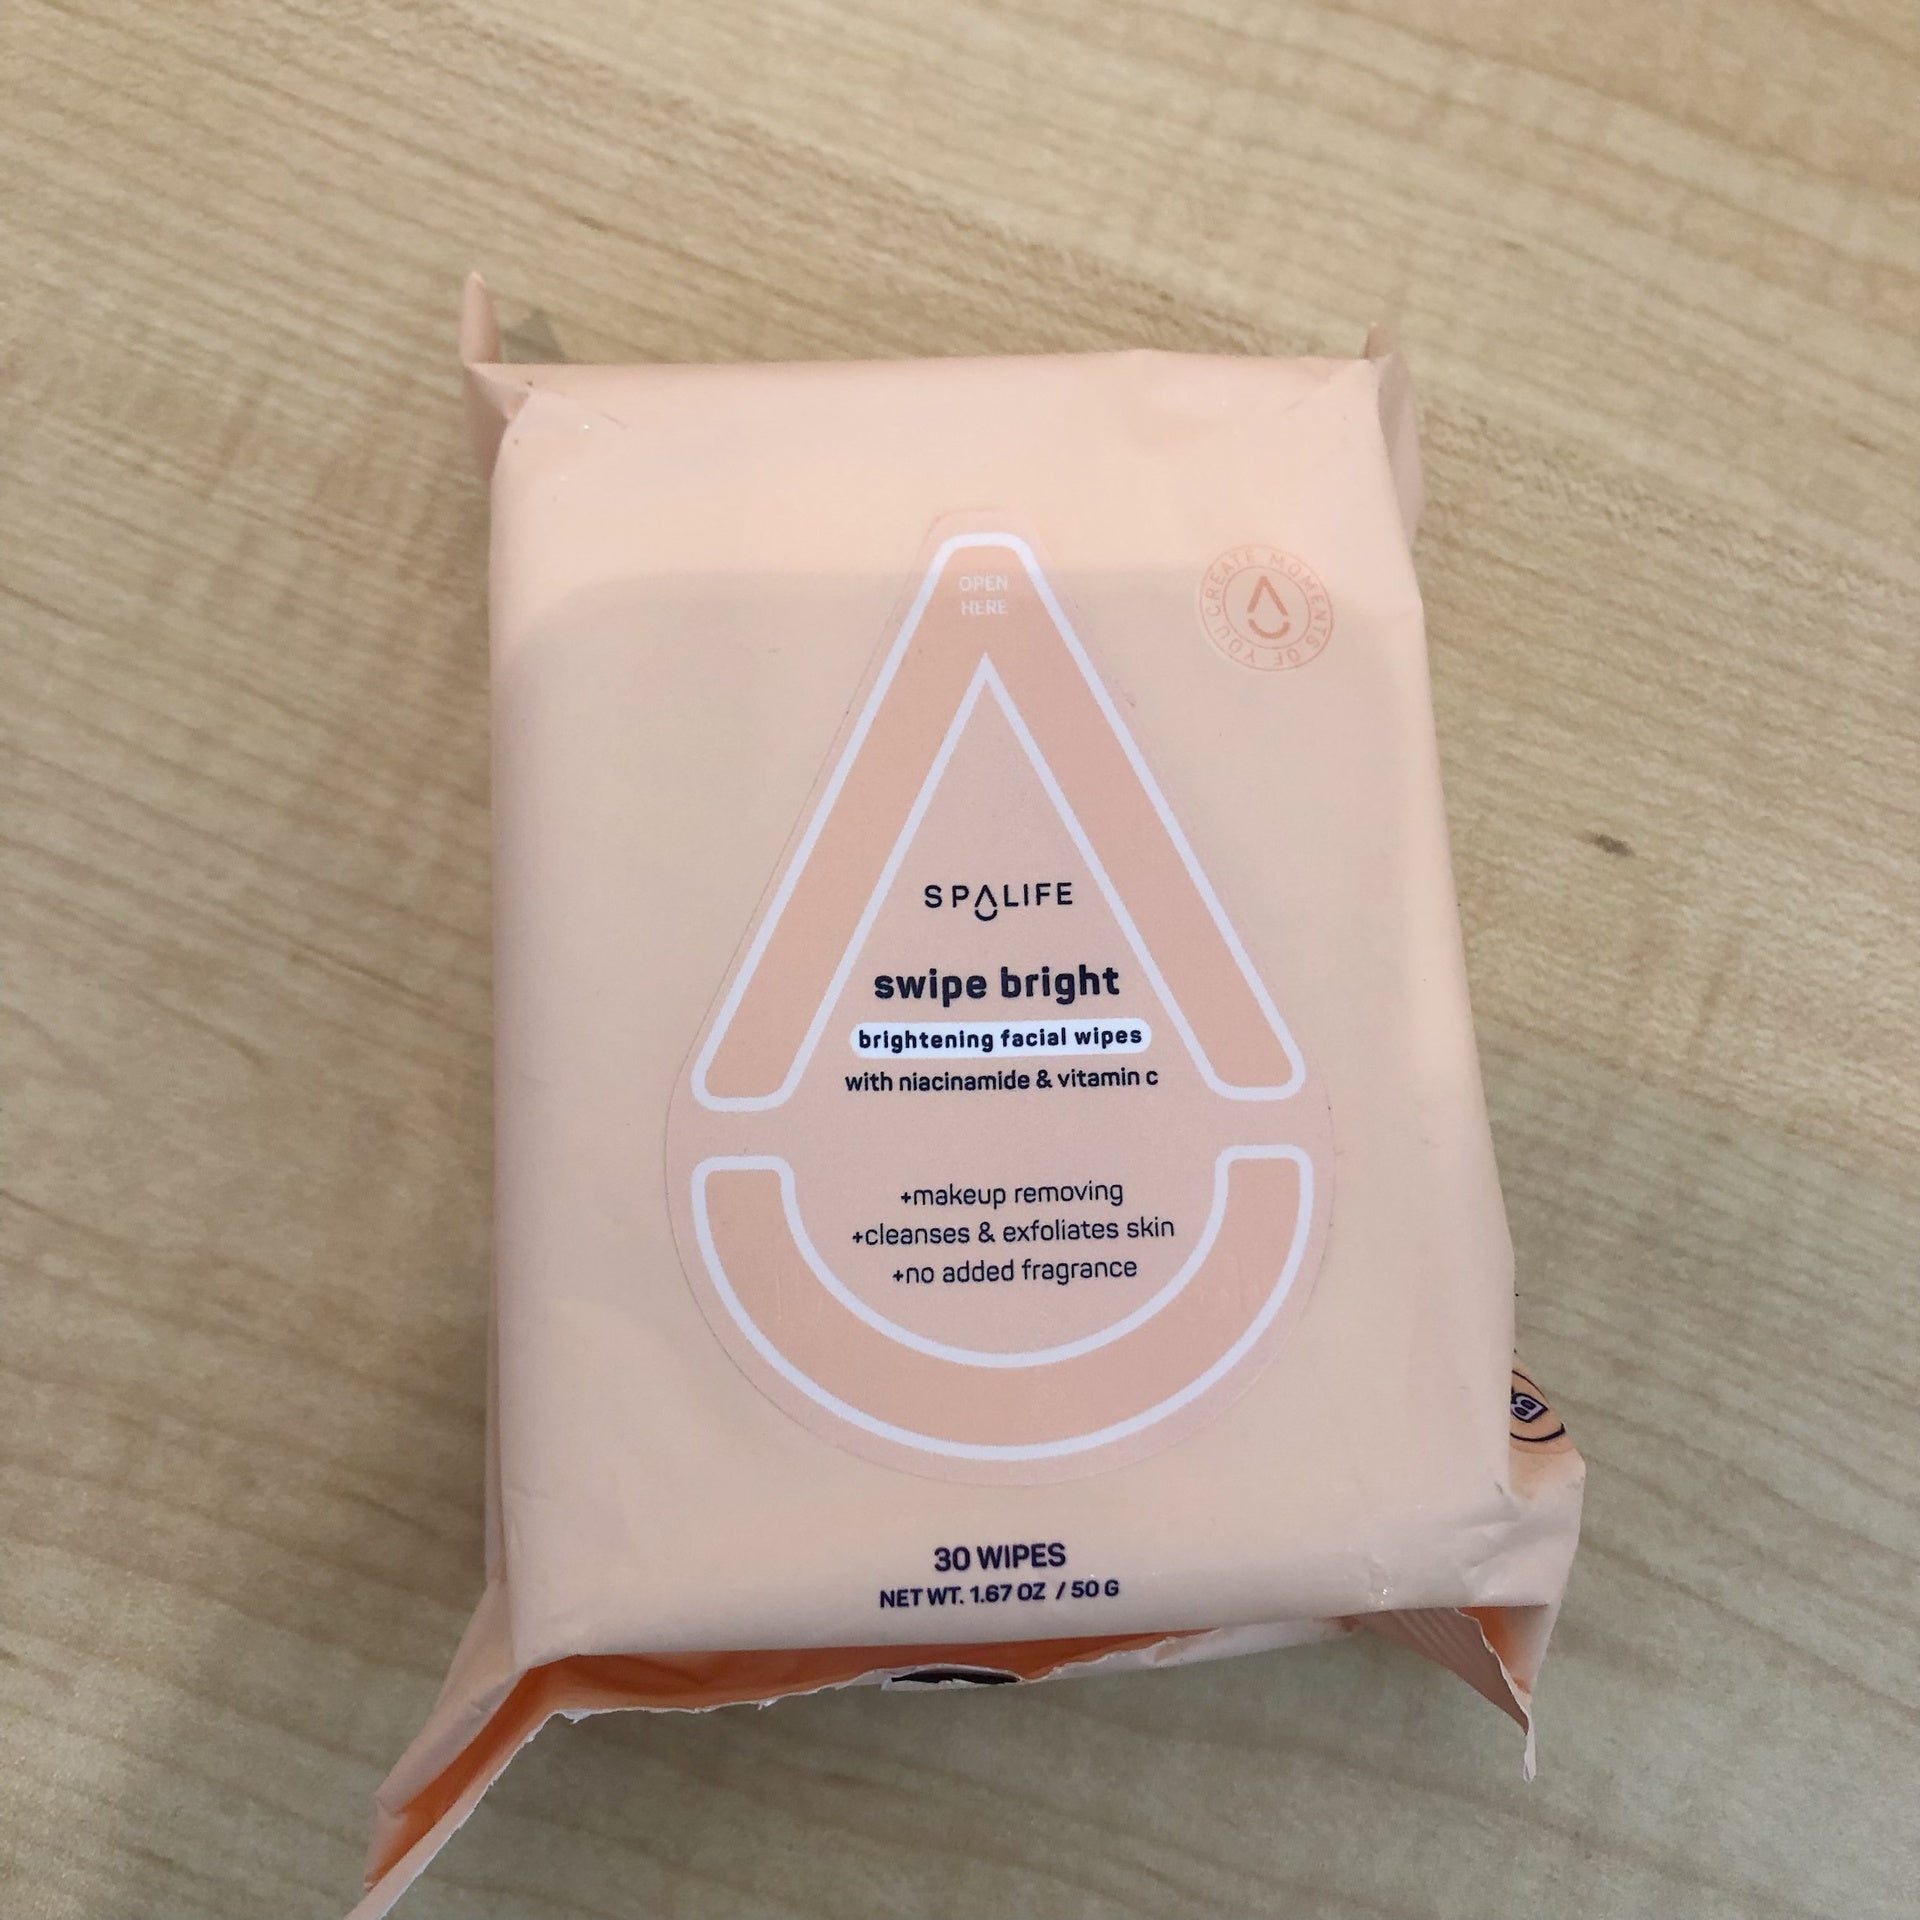 OPEN
HERE
CREATE MOMENTS OF YOU
SPALIFE
swipe bright
brightening facial wipes
with niacinamide & vitamin c
+makeup removing
+cleanses & exfoliates skin
+no added fragrance
30 WIPES
NET WT. 1.67 OZ / 50 G